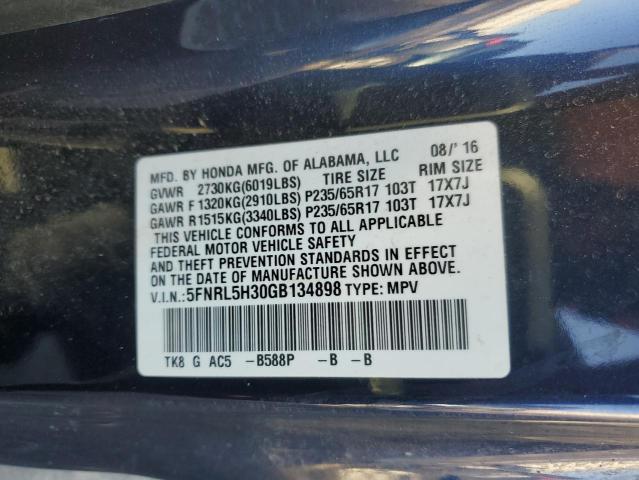 MFD. BY HONDA MFG. OF ALABAMA, LLC 08/'16
GVWR 2730KG(6019LBS) TIRE SIZE RIM SIZE
GAWR F 1320KG(2910LBS) P235/65R17 103T 17X7J
GAWR R1515KG(3340LBS) P235/65R17 103T 17X7J
THIS VEHICLE CONFORMS TO ALL APPLICABLE
FEDERAL MOTOR VEHICLE SAFETY
AND THEFT PREVENTION STANDARDS IN EFFECT
ON THE DATE OF MANUFACTURE SHOWN ABOVE.
V.I.N.:5FNRL5H30GB134898 TYPE: MPV
TK8 G AC5 -B588P -B -B